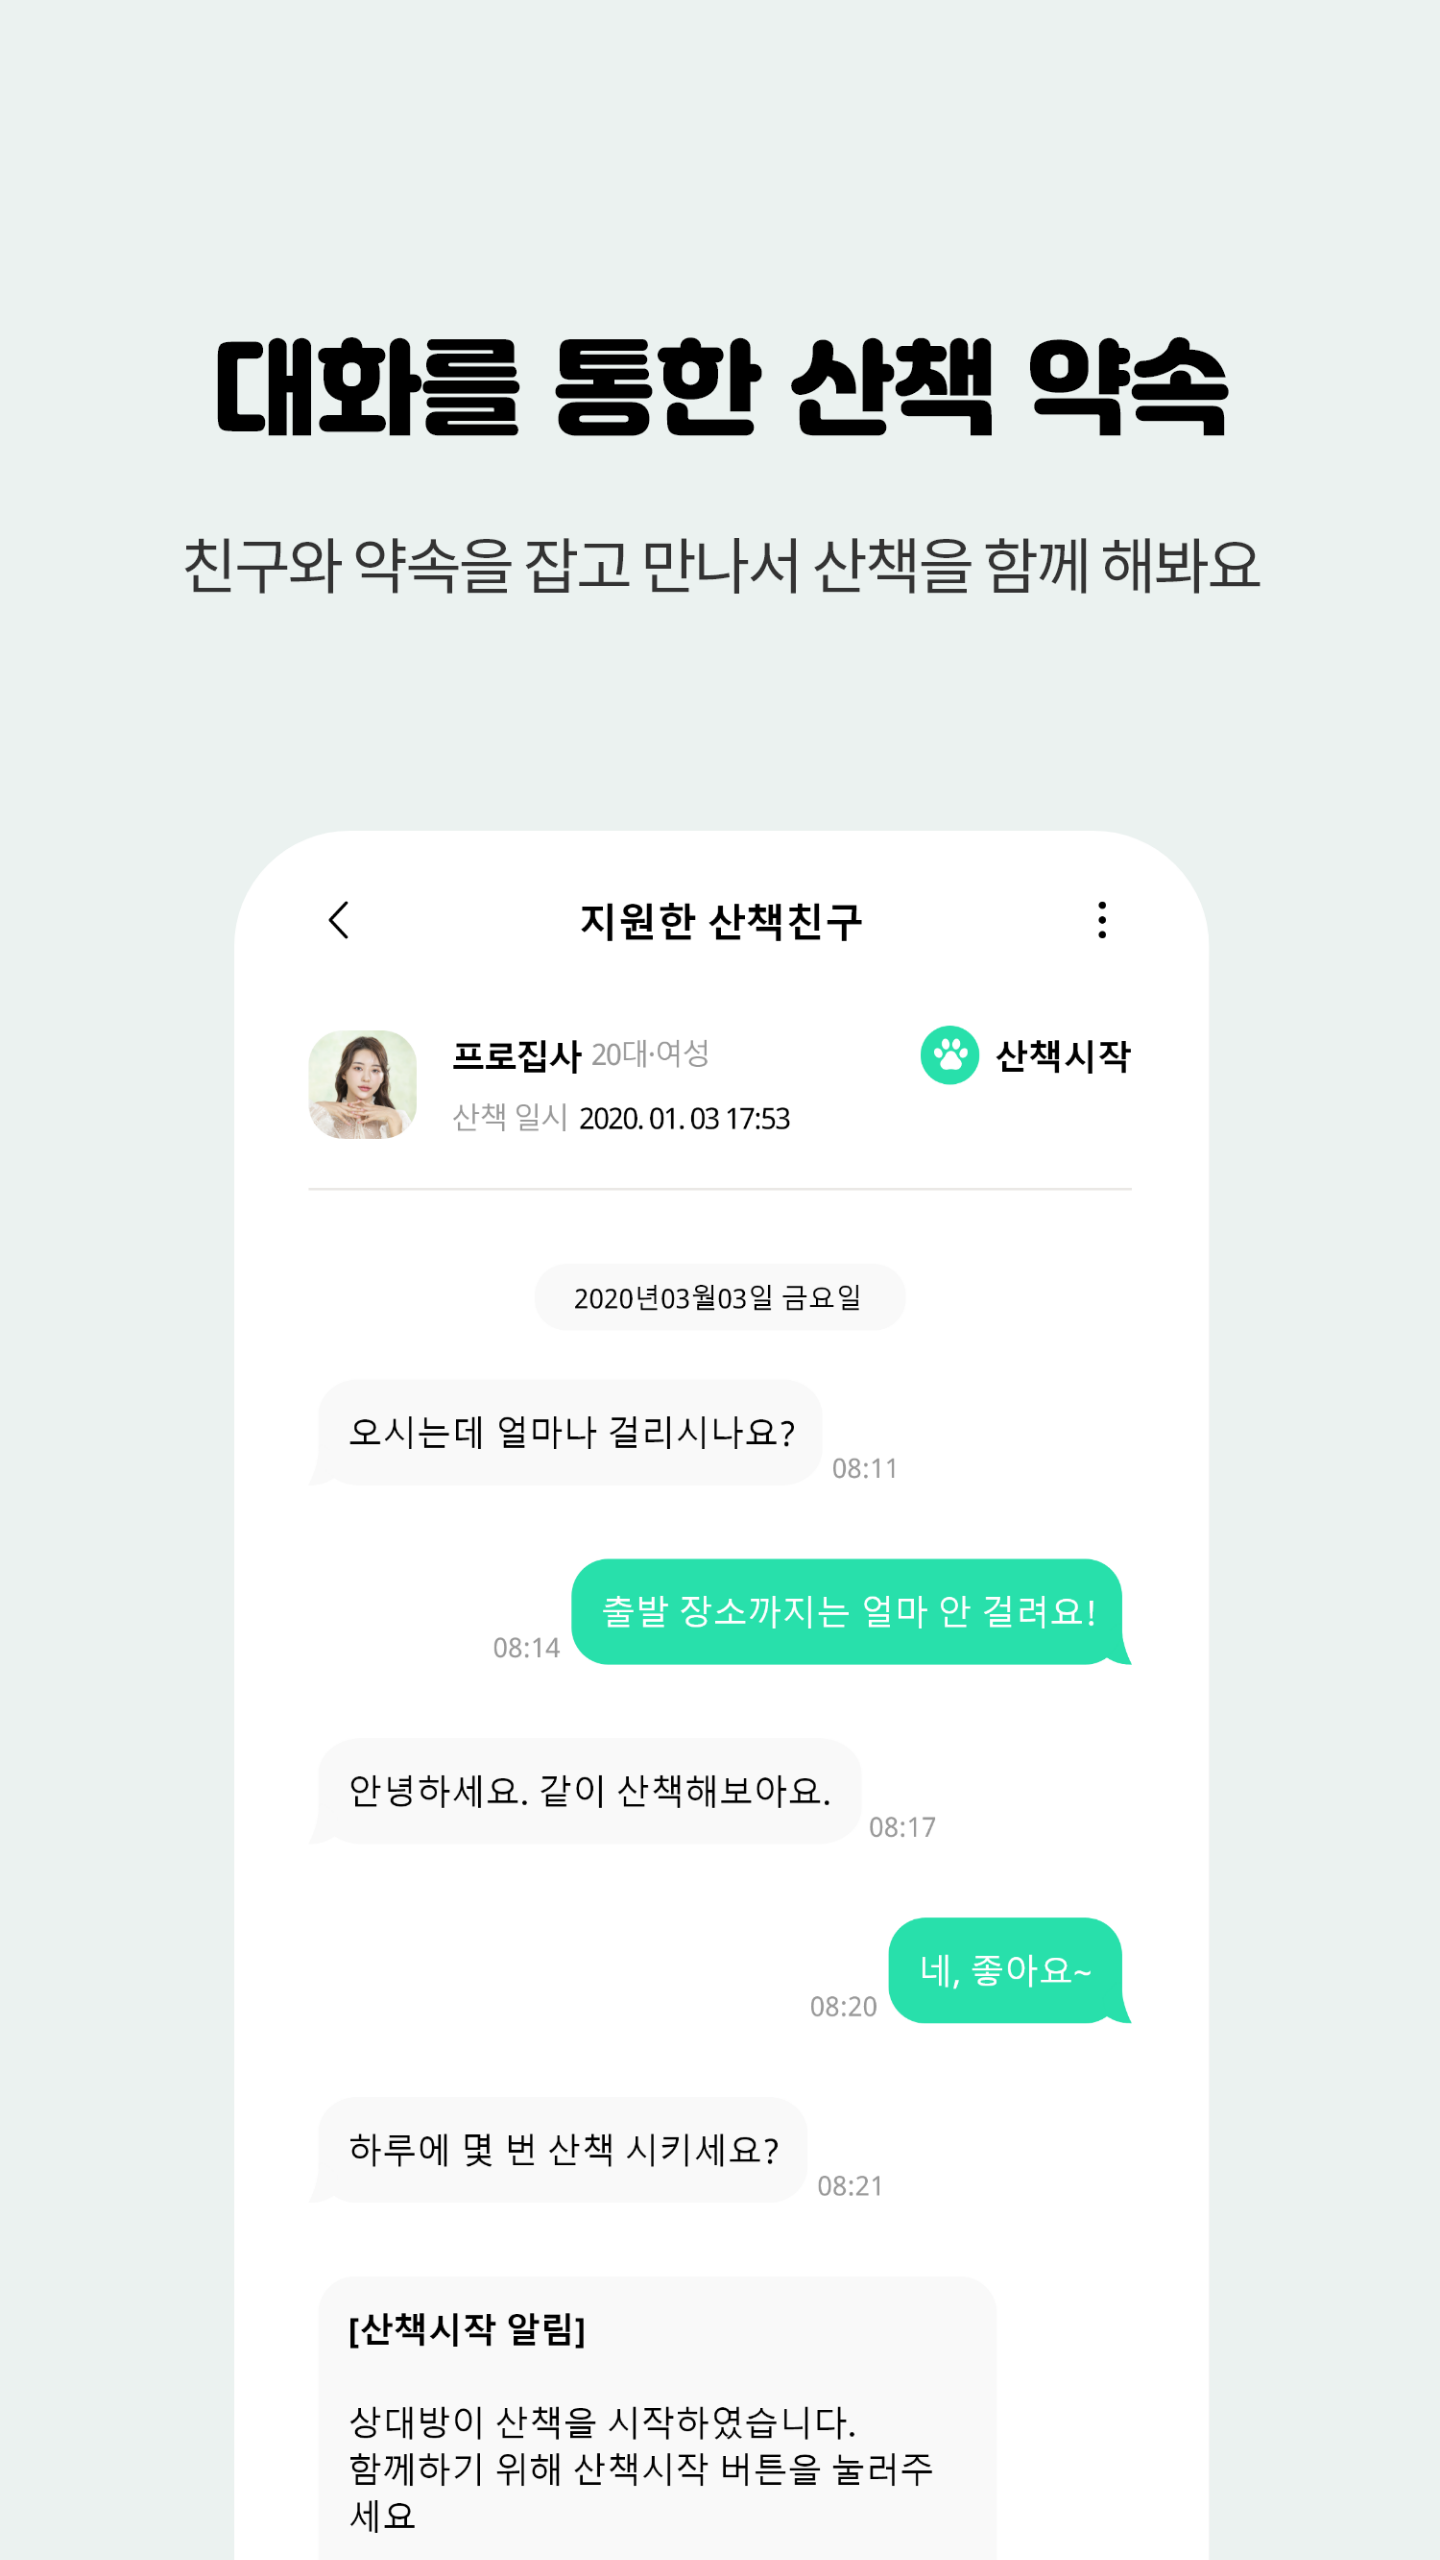 대화를 통한 산책 약속
친구와 약속을 잡고 만나서 산책을 함께 해봐요
지원한 산책친구
프로집사 20대·여성
산책시작
산책 일시 2020. 01. 03 17:53
2020년03월03일 금요일
오시는데 얼마나 걸리시나요?
08:11
출발 장소까지는 얼마 안 걸려요!
08:14
안녕하세요. 같이 산책해보아요.
08:17
네, 좋아요~
08:20
하루에 몇 번 산책 시키세요?
08:21
[산책시작 알림]
상대방이 산책을 시작하였습니다.
함께하기 위해 산책시작 버튼을 눌러주
세요